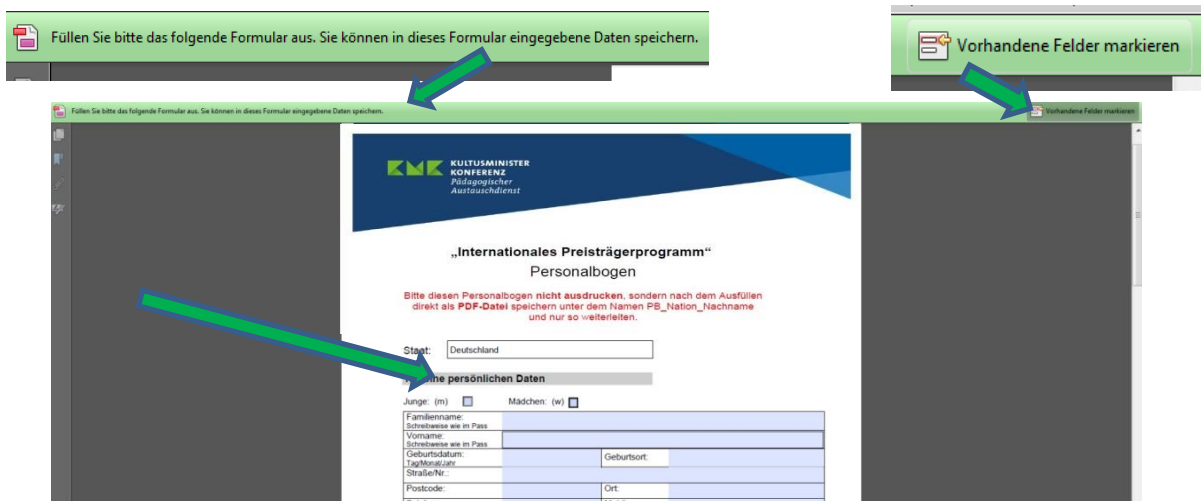 Füllen Sie bitte das folgende Formular aus. Sie können in dieses Formular eingegebene Daten speichern.
Vorhandene Felder markieren
Füllen Sie bitte das folgende Formular aus. Sie können in dieses Formular eingegebene Daten speichern.
Vorhandene Felder markieren
KMK KULTUSMINISTER
KONFERENZ
Pädagogischer
Austauschdienst
„Internationales Preisträgerprogramm“
Personalbogen
Bitte diesen Personalbogen nicht ausdrucken, sondern nach dem Ausfüllen
direkt als PDF-Datei speichern unter dem Namen PB_Nation_Nachname
und nur so weiterleiten.
Staat: Deutschland
persönlichen Daten
Junge: (m) Mädchen: (w)
Familienname:
Schreibweise wie im Pass
Vorname:
Schreibweise wie im Pass
Geburtsdatum: Geburtsort:
Tag/Monat/Jahr
Straße/Nr.:
Postcode: Ort: